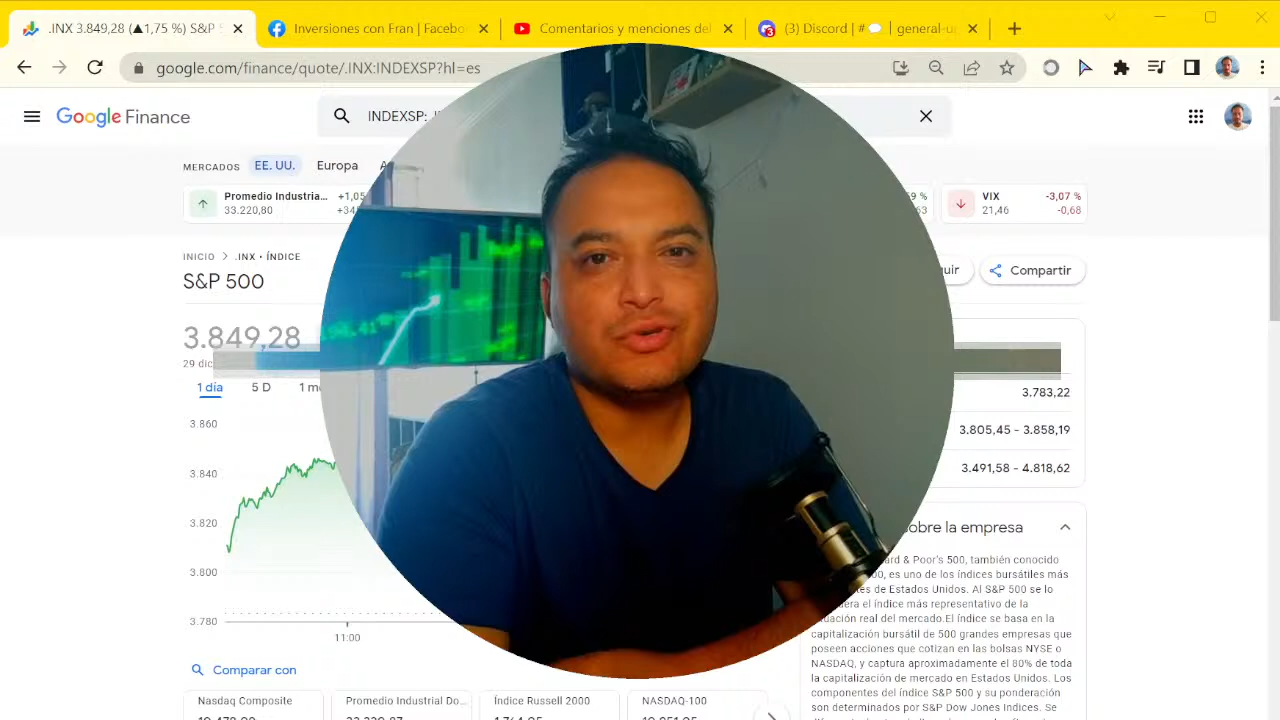 .INX 3.849,28 (▲1,75 %) S&P
Inversiones con Fran | Facebo
Comentarios y menciones del
(3) Discord | #💬 | general-u
google.com/finance/quote/.INX:INDEXSP?hl=es
Google Finance
INDEXSP:
MERCADOS
EE. UU.
Europa
Promedio Industria...
33.220,80
+1,05
VIX
21,46
-3,07 %
-0,68
INICIO > .INX • ÍNDICE
S&P 500
Compartir
3.849,28
29 dic
1 día
5 D
3.783,22
3.805,45 - 3.858,19
3.491,58 - 4.818,62
3.860
3.840
3.820
3.800
3.780
11:00
la empresa
& Poor's 500, también conocido
es uno de los índices bursátiles más
de Estados Unidos. Al S&P 500 se lo
el índice más representativo de la
real del mercado.El índice se basa en la
capitalización bursátil de 500 grandes empresas que
poseen acciones que cotizan en las bolsas NYSE o
NASDAQ, y captura aproximadamente el 80% de toda
la capitalización de mercado en Estados Unidos. Los
componentes del índice S&P 500 y su ponderación
son determinados por S&P Dow Jones Indices. Se
Comparar con
Nasdaq Composite
Promedio Industrial Do...
Índice Russell 2000
NASDAQ-100